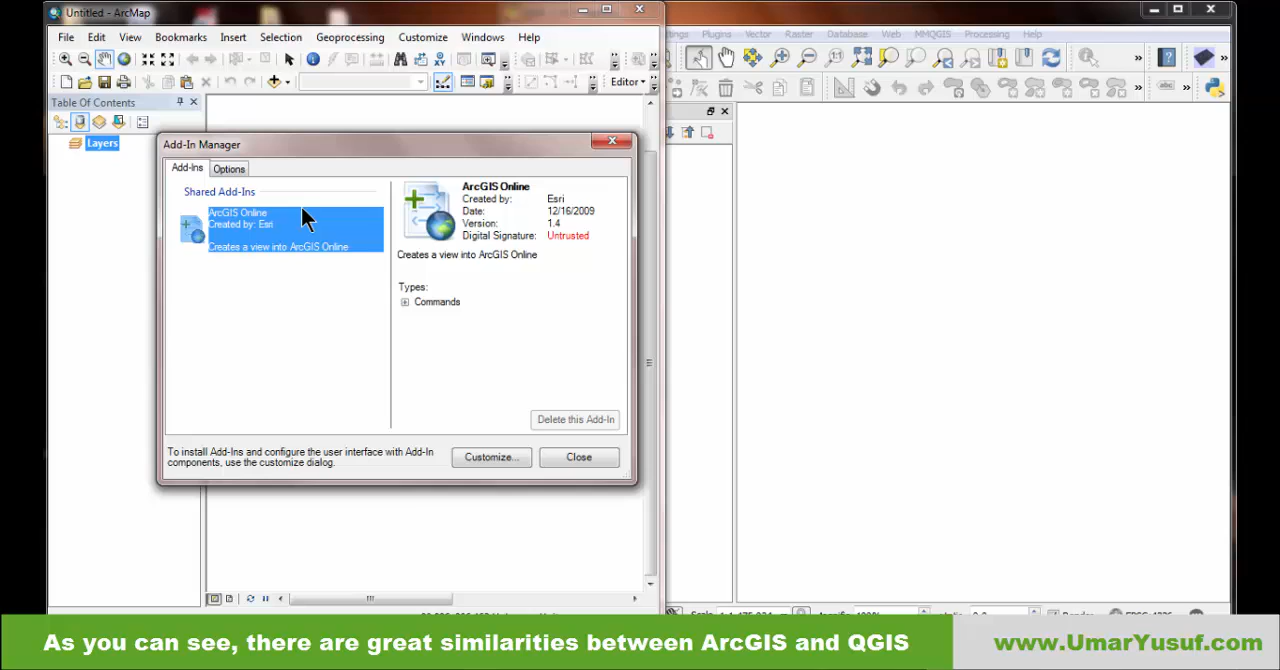 Untitled - ArcMap
File Edit View Bookmarks Insert Selection Geoprocessing Customize Windows Help
Plugins Vector Raster Database Web MMQGIS Processing Help
Editor
Table Of Contents
Layers
Add-In Manager
Add-Ins Options
Shared Add-Ins
ArcGIS Online
Created by: Esri
Creates a view into ArcGIS Online
ArcGIS Online
Created by: Esri
Date: 12/16/2009
Version: 1.4
Digital Signature: Untrusted
Creates a view into ArcGIS Online
Types:
Commands
Delete this Add-In
To install Add-Ins and configure the user interface with Add-In
components, use the customize dialog.
Customize... Close
As you can see, there are great similarities between ArcGIS and QGIS
www.UmarYusuf.com